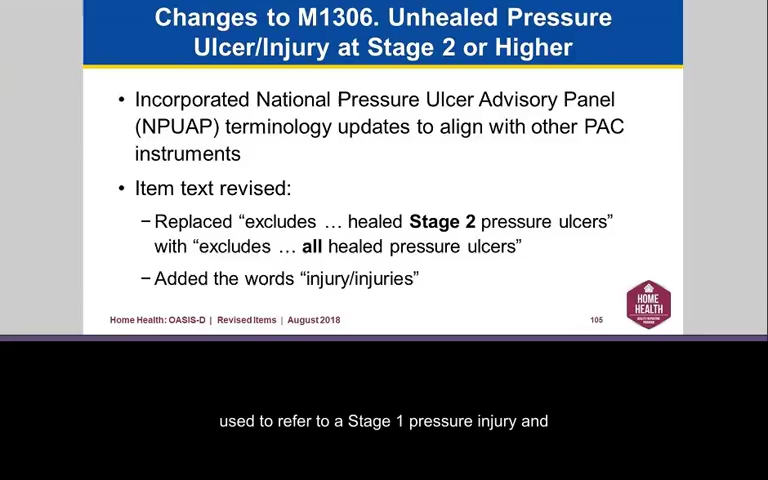 Changes to M1306. Unhealed Pressure
Ulcer/Injury at Stage 2 or Higher
• Incorporated National Pressure Ulcer Advisory Panel
(NPUAP) terminology updates to align with other PAC
instruments
• Item text revised:
− Replaced “excludes … healed Stage 2 pressure ulcers”
with “excludes … all healed pressure ulcers”
− Added the words “injury/injuries”
Home Health: OASIS-D | Revised Items | August 2018
105
HOME
HEALTH
used to refer to a Stage 1 pressure injury and